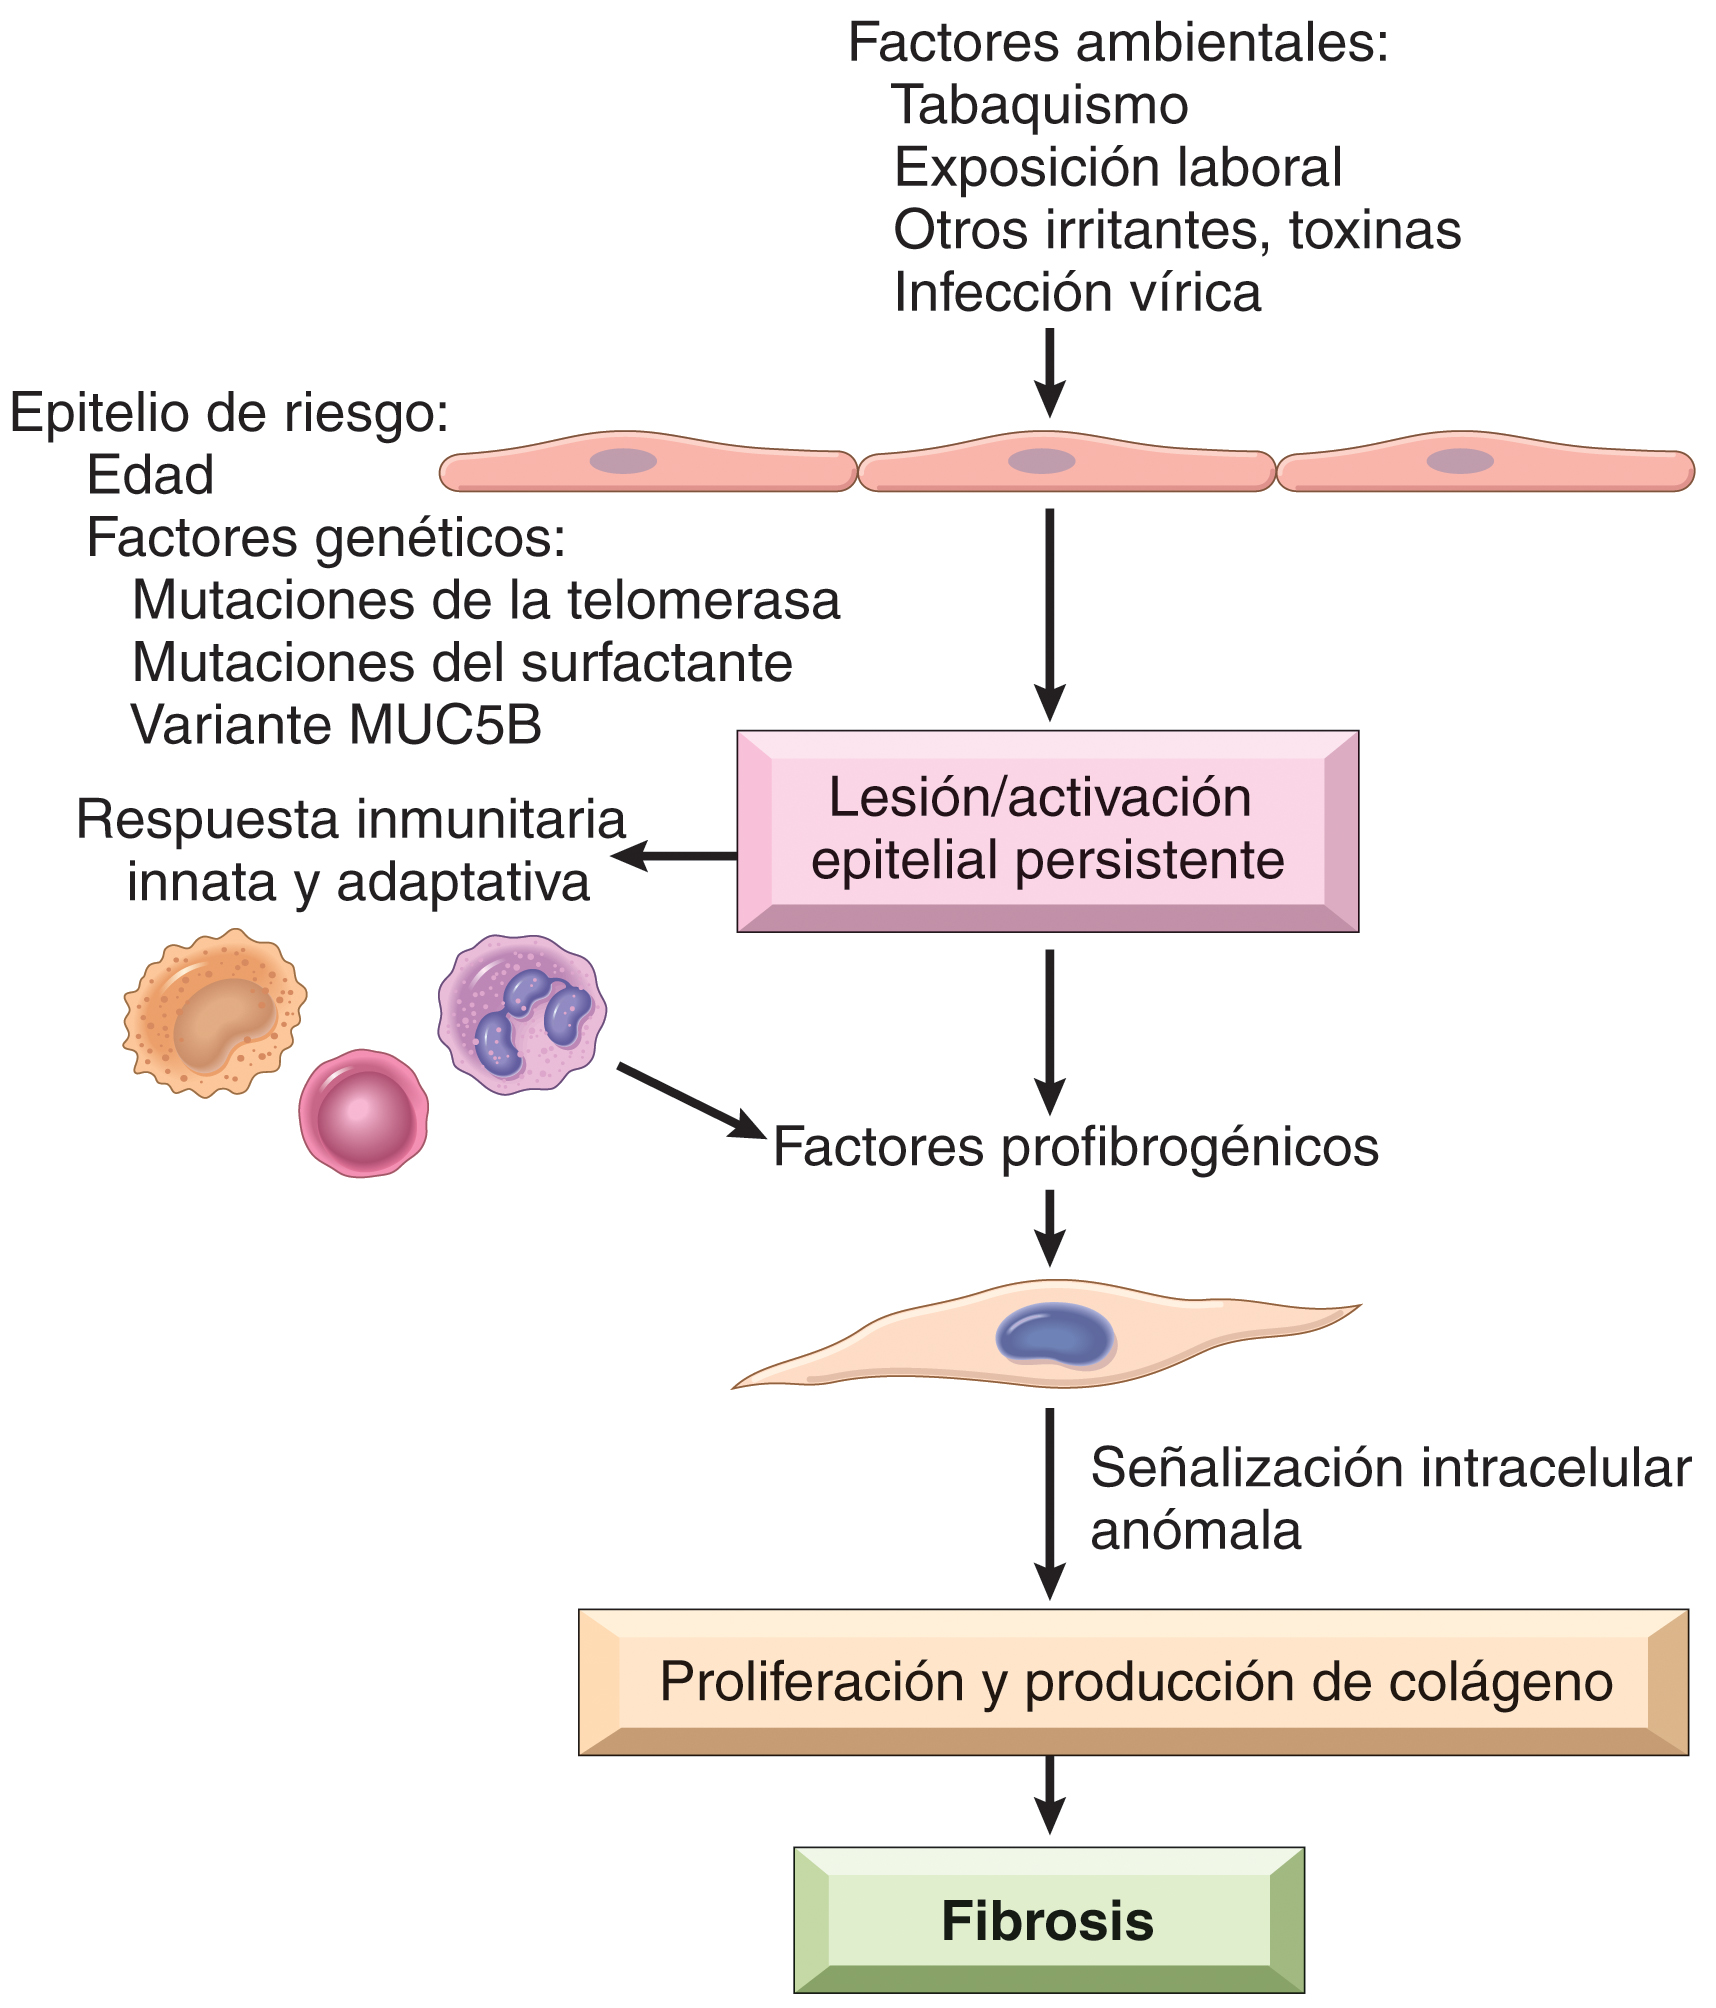 Factores ambientales:
Tabaquismo
Exposición laboral
Otros irritantes, toxinas
Infección vírica
Epitelio de riesgo:
Edad
Factores genéticos:
Mutaciones de la telomerasa
Mutaciones del surfactante
Variante MUC5B
Lesión/activación
epitelial persistente
Respuesta inmunitaria
innata y adaptativa
Factores profibrogénicos
Señalización intracelular
anómala
Proliferación y producción de colágeno
Fibrosis